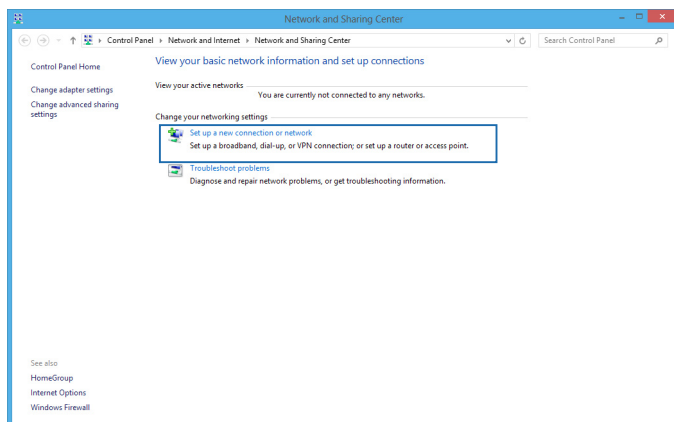 Network and Sharing Center
Control Panel Network and Internet Network and Sharing Center
Search Control Panel
Control Panel Home
Change adapter settings
Change advanced sharing
settings
View your basic network information and set up connections
View your active networks
You are currently not connected to any networks.
Change your networking settings
Set up a new connection or network
Set up a broadband, dial-up, or VPN connection; or set up a router or access point.
Troubleshoot problems
Diagnose and repair network problems, or get troubleshooting information.
See also
HomeGroup
Internet Options
Windows Firewall